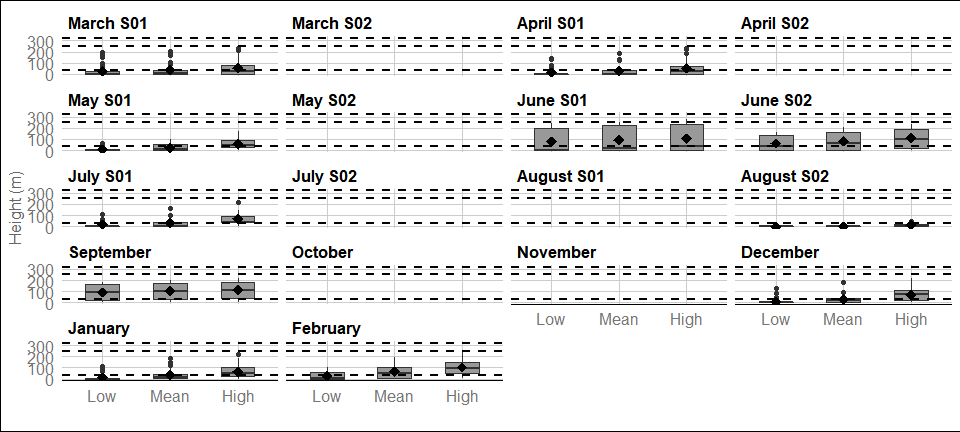 March S01 March S02 April S01 April S02
300
200
100
0
May S01 May S02 June S01 June S02
300
200
100
0
July S01 July S02 August S01 August S02
300
200
100
0
September October November December
300
200
100
0
Low Mean High Low Mean High
January February
300
200
100
0
Low Mean High Low Mean High
Height (m)